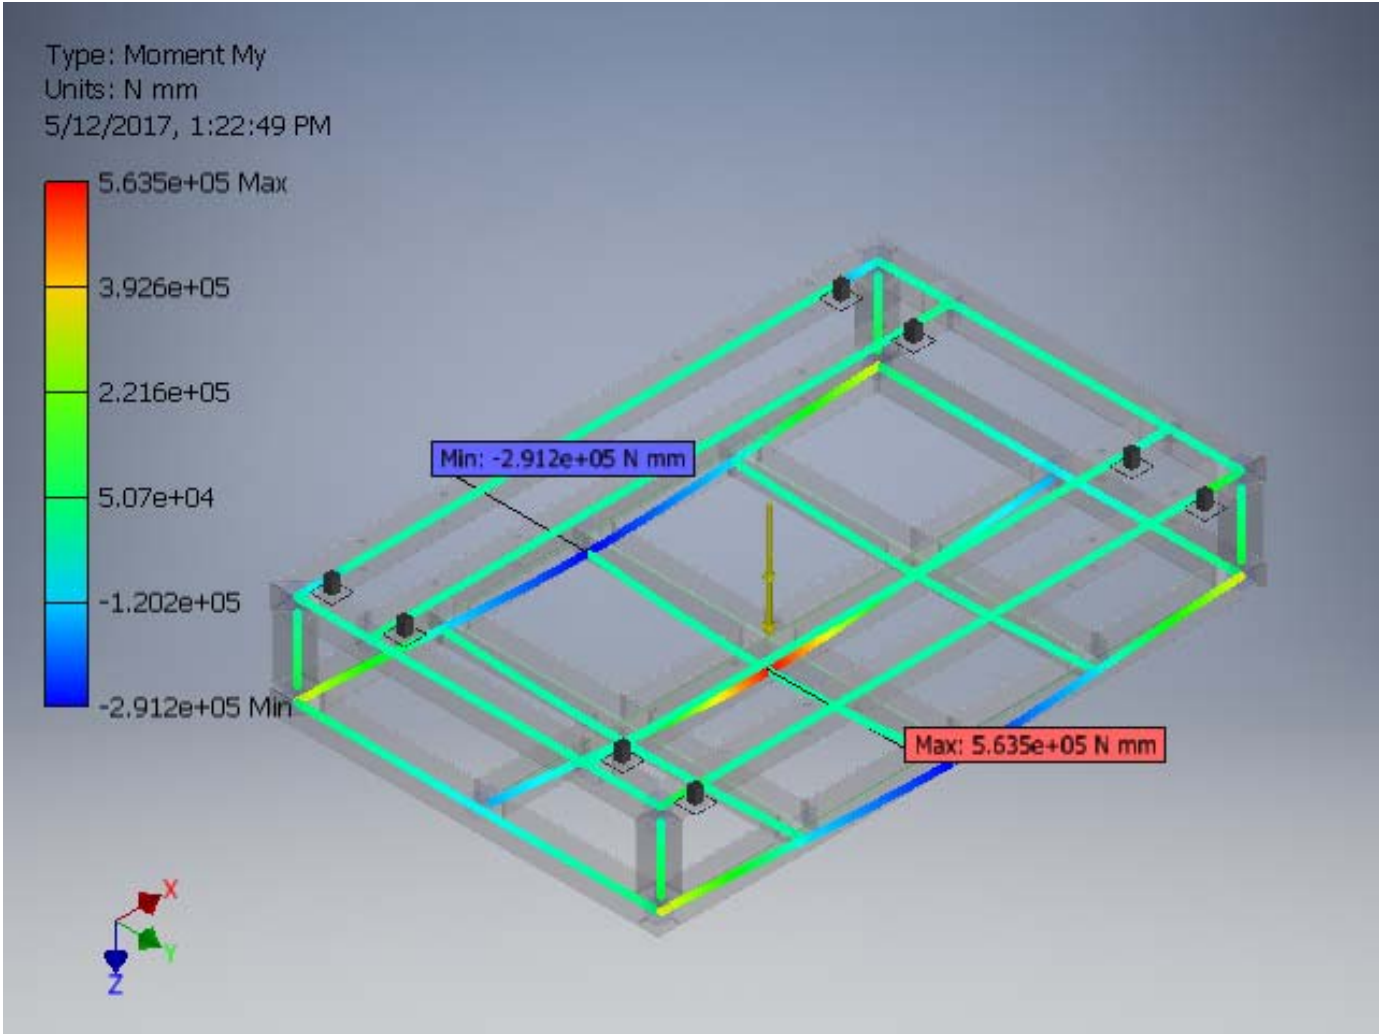 Type: Moment My
Units: N mm
5/12/2017, 1:22:49 PM
5.635e+05 Max
3.926e+05
2.216e+05
5.07e+04
-1.202e+05
-2.912e+05 Min
Min: -2.912e+05 N mm
Max: 5.635e+05 N mm
X
Y
Z